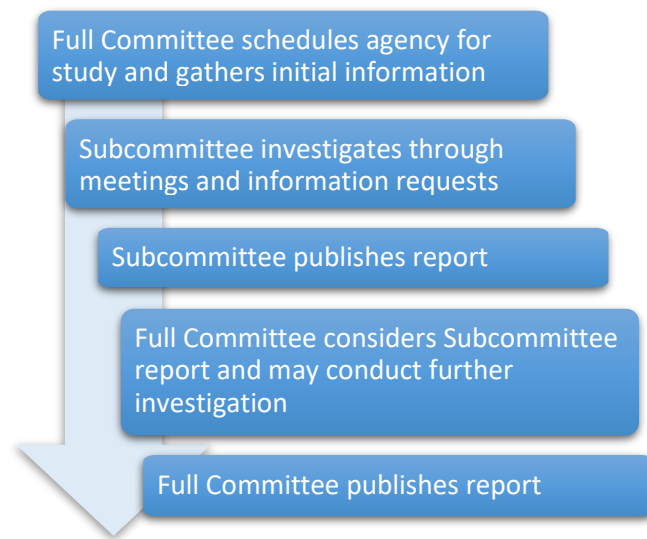 Full Committee schedules agency for
study and gathers initial information
Subcommittee investigates through
meetings and information requests
Subcommittee publishes report
Full Committee considers Subcommittee
report and may conduct further
investigation
Full Committee publishes report